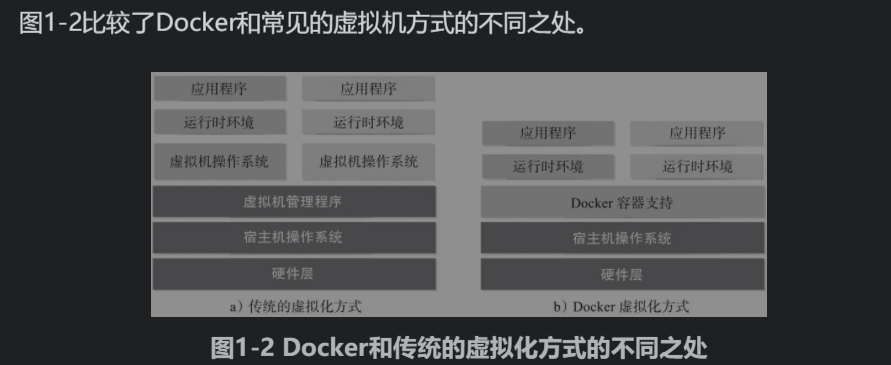 图1-2比较了Docker和常见的虚拟机方式的不同之处。
应用程序 应用程序
运行时环境 运行时环境
虚拟机操作系统 虚拟机操作系统
虚拟机管理程序
宿主机操作系统
硬件层
a）传统的虚拟化方式
应用程序 应用程序
运行时环境 运行时环境
Docker 容器支持
宿主机操作系统
硬件层
b）Docker 虚拟化方式
图1-2 Docker和传统的虚拟化方式的不同之处